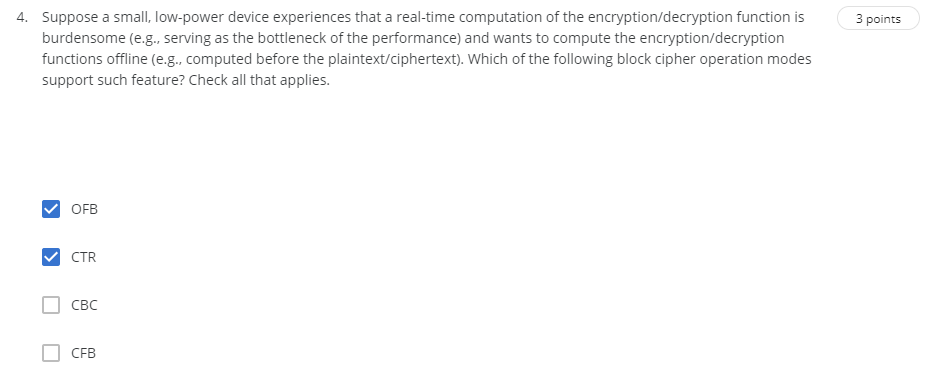 4. Suppose a small, low-power device experiences that a real-time computation of the encryption/decryption function is
3 points
burdensome (e.g., serving as the bottleneck of the performance) and wants to compute the encryption/decryption
functions offline (e.g., computed before the plaintext/ciphertext). Which of the following block cipher operation modes
support such feature? Check all that applies.
OFB
CTR
CBC
CFB